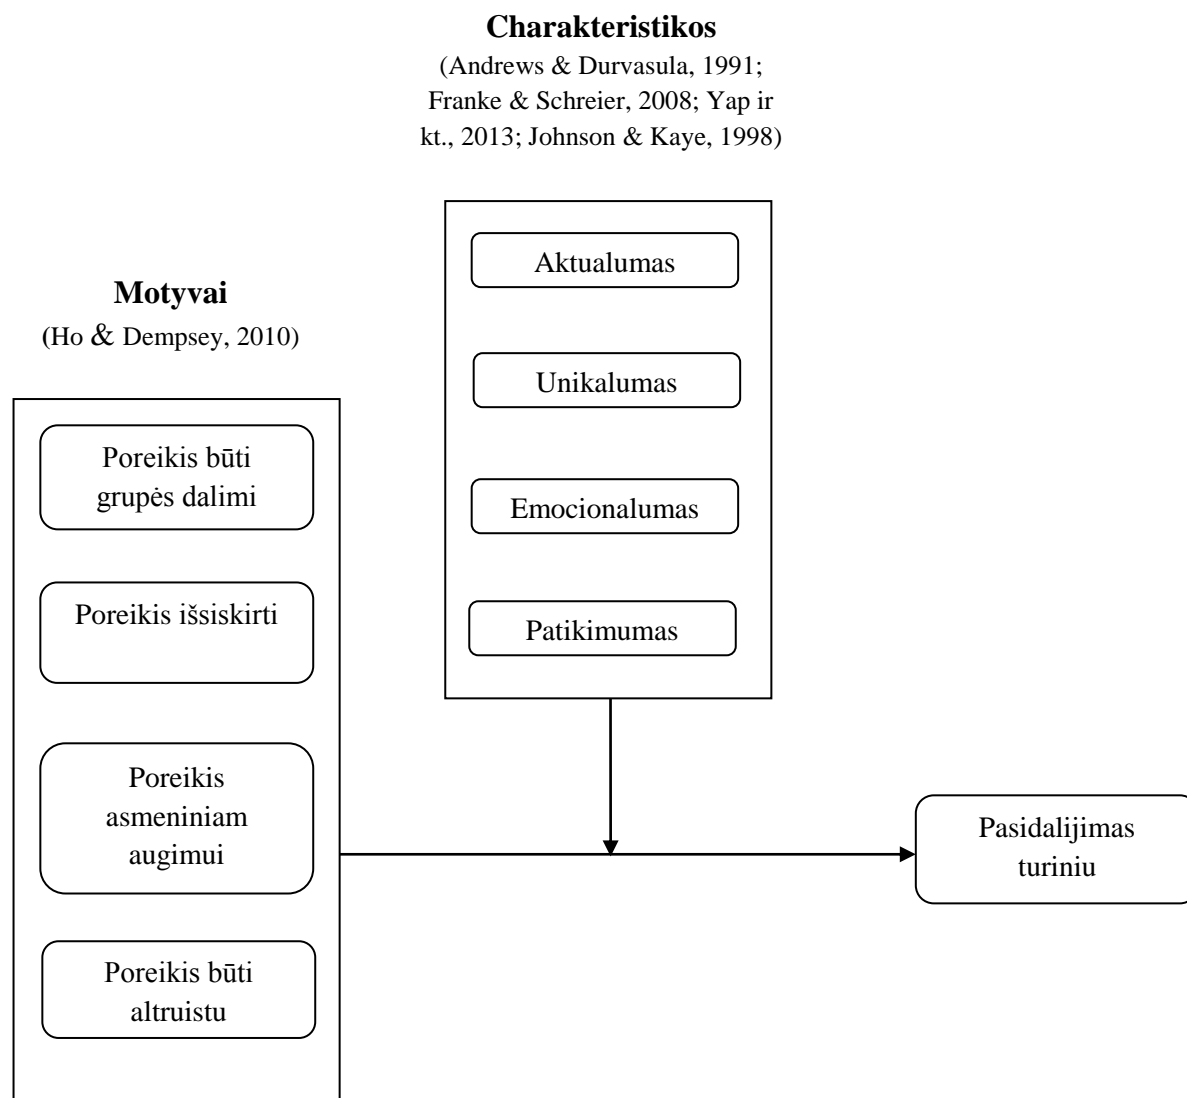 Charakteristikos
(Andrews & Durvasula, 1991;
Franke & Schreier, 2008; Yap ir
kt., 2013; Johnson & Kaye, 1998)
Aktualumas
Unikalumas
Emocionalumas
Patikimumas
Motyvai
(Ho & Dempsey, 2010)
Poreikis būti
grupės dalimi
Poreikis išsiskirti
Poreikis
asmeniniam
augimui
Poreikis būti
altruistu
Pasidalijimas
turiniu